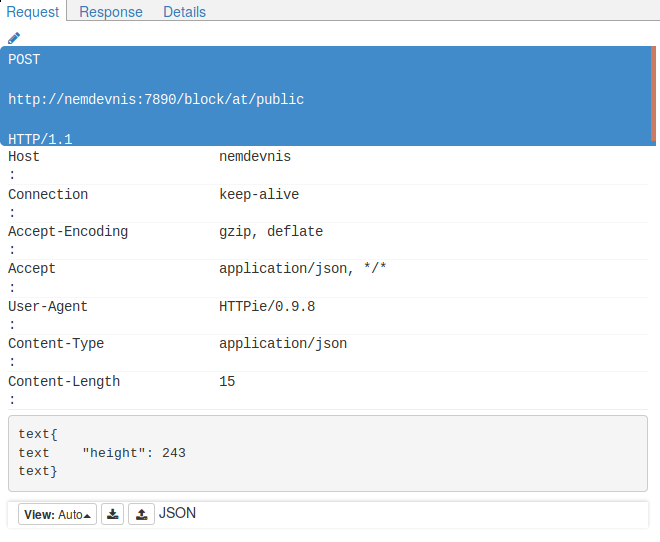 Request Response Details
POST
http://nemdevnis:7890/block/at/public
HTTP/1.1
Host nemdevnis
:
Connection keep-alive
:
Accept-Encoding gzip, deflate
:
Accept application/json, */*
:
User-Agent HTTPie/0.9.8
:
Content-Type application/json
:
Content-Length 15
:
text{
text    "height": 243
text}
View: Auto JSON